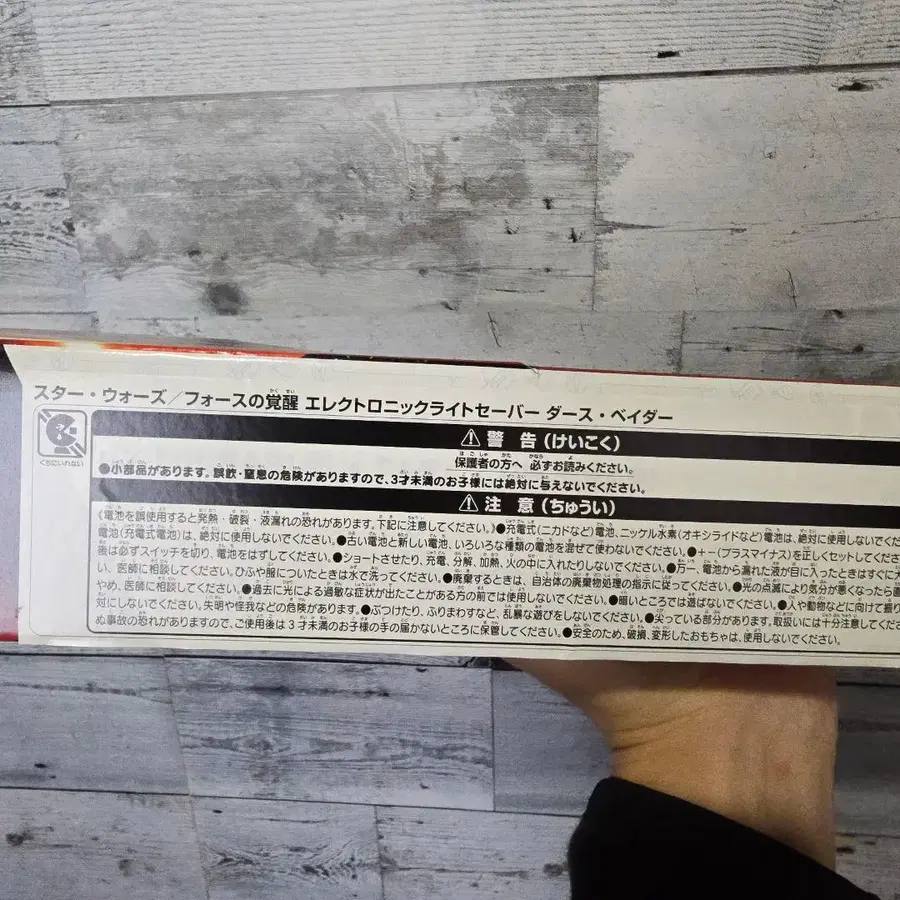 スター・ウォーズ/フォースの覚醒 エレクトロニックライトセーバー ダース・ベイダー
くちにいれない
⚠ 警告(けいこく)
保護者の方へ 必ずお読みください。
●小部品があります。誤飲・窒息の危険がありますので、3才未満のお子様には絶対に与えないでください。
⚠ 注意(ちゅうい)
《電池を誤使用すると発熱・破裂・液漏れの恐れがあります。下記に注意してください。》●充電式(ニカドなど)電池、ニッケル水素(オキシライドなど)電池は、絶対に使用しないでくだ
電池(充電式電池)は、絶対に使用しないでください。●古い電池と新しい電池、いろいろな種類の電池を混ぜて使わないでください。●+−(プラスマイナス)を正しくセットしてくださ
後は必ずスイッチを切り、電池をはずしてください。●ショートさせたり、充電、分解、加熱、火の中に入れたりしないでください。●万一、電池から漏れた液が目に入ったときはすぐに大
い、医師に相談してください。ひふや服についたときは水で洗ってください。●廃棄するときは、自治体の廃棄物処理の指示に従ってください。●光の点滅により気分が悪くなったら直
やめ、医師に相談してください。●過去に光による過敏な症状が出たことがある方の前では使用しないでください。●暗いところでは遊ばないでください。●人や動物などに向けて振り
対にしないでください。失明や怪我などの危険があります。●ぶつけたり、ふりまわすなど、乱暴な遊びをしないでください。●尖っている部分があります。取扱いには十分注意してくだ
ぬ事故の恐れがありますので、ご使用後は3才未満のお子様の手の届かないところに保管してください。●安全のため、破損、変形したおもちゃは、使用しないでください。